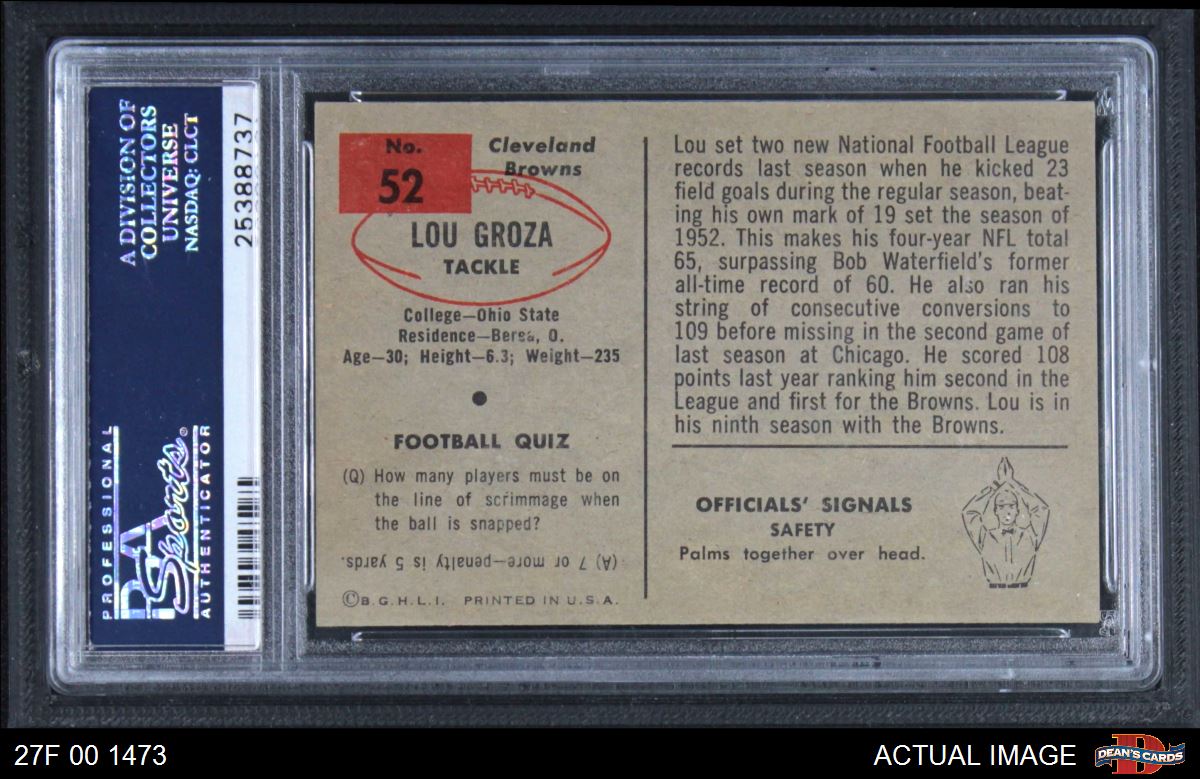 A DIVISION OF
COLLECTORS
UNIVERSE
NASDAQ: CLCT
25388737
PROFESSIONAL
PSA
Sports®
AUTHENTICATOR
No.
52
Cleveland
Browns
LOU GROZA
TACKLE
College—Ohio State
Residence—Berea, O.
Age—30; Height—6.3; Weight—235
FOOTBALL QUIZ
(Q) How many players must be on
the line of scrimmage when
the ball is snapped?
(A) 7 or more—penalty is 5 yards.
©B.G.H.L.I. PRINTED IN U.S.A.
Lou set two new National Football League
records last season when he kicked 23
field goals during the regular season, beat-
ing his own mark of 19 set the season of
1952. This makes his four-year NFL total
65, surpassing Bob Waterfield's former
all-time record of 60. He also ran his
string of consecutive conversions to
109 before missing in the second game of
last season at Chicago. He scored 108
points last year ranking him second in the
League and first for the Browns. Lou is in
his ninth season with the Browns.
OFFICIALS' SIGNALS
SAFETY
Palms together over head.
27F 00 1473
ACTUAL IMAGE
DEAN'S CARDS